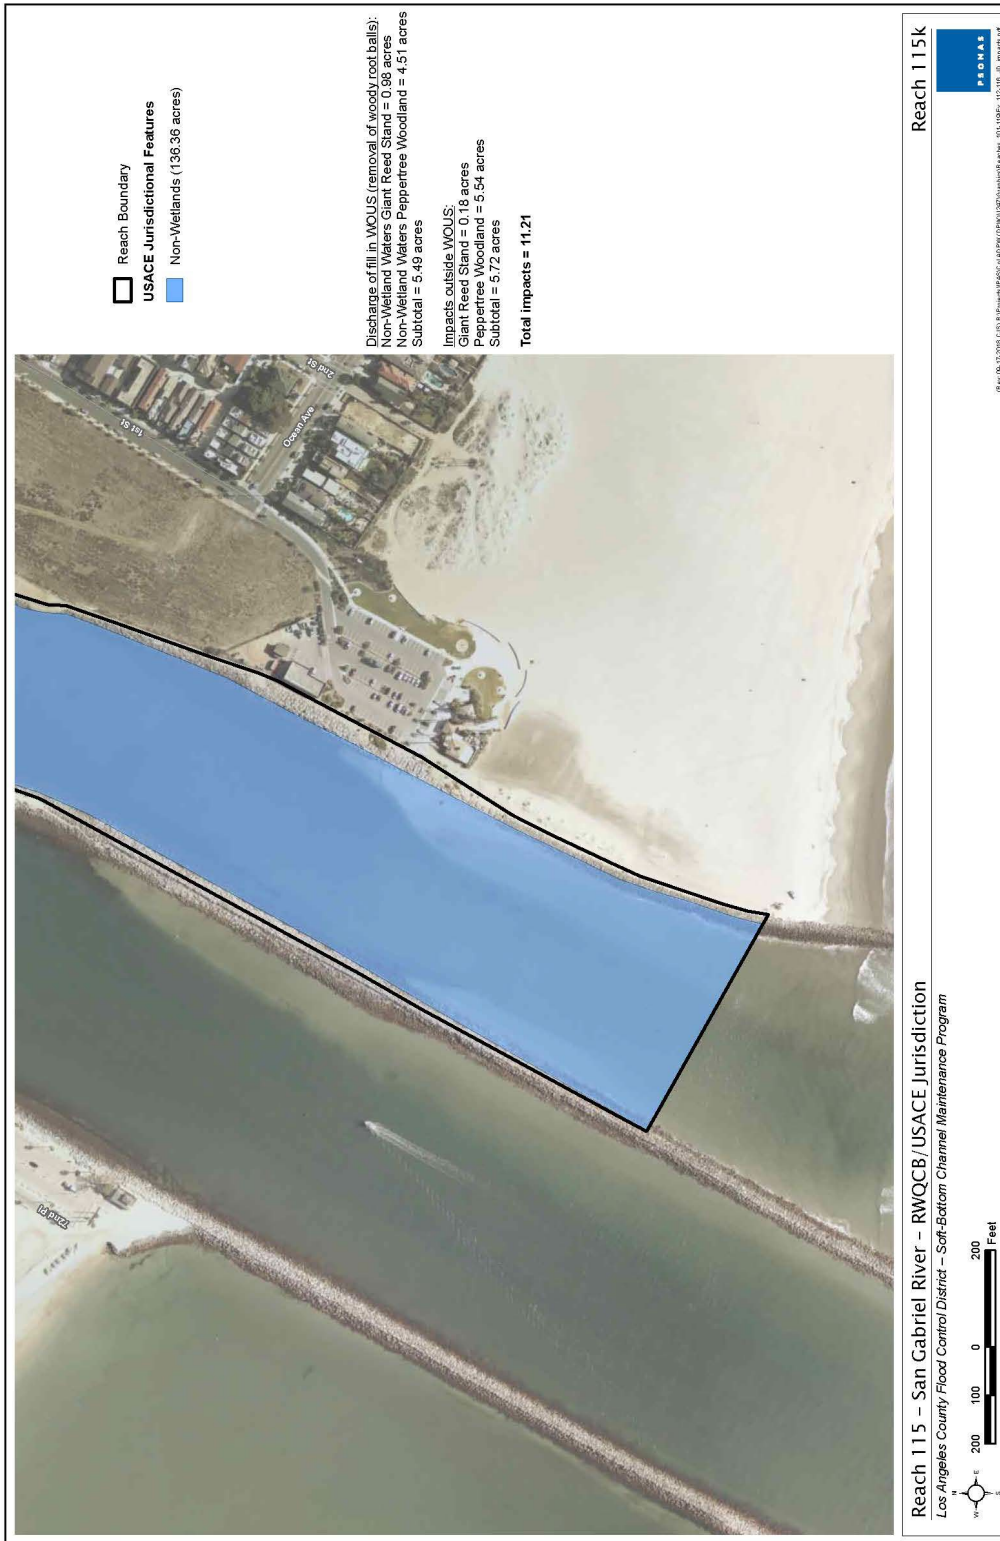 Reach Boundary
USACE Jurisdictional Features
Non-Wetlands (136.36 acres)
Discharge of fill in WOUS (removal of woody root balls):
Non-Wetland Waters Giant Reed Stand = 0.98 acres
Non-Wetland Waters Peppertree Woodland = 4.51 acres
Subtotal = 5.49 acres
Impacts outside WOUS:
Giant Reed Stand = 0.18 acres
Peppertree Woodland = 5.54 acres
Subtotal = 5.72 acres
Total impacts = 11.21
1st St
2nd St
Ocean Ave
72nd Pl
Reach 115 – San Gabriel River – RWQCB/USACE Jurisdiction
Reach 115k
Los Angeles County Flood Control District – Soft-Bottom Channel Maintenance Program
N
W
E
S
200 100 0 200
Feet
PSOMAS